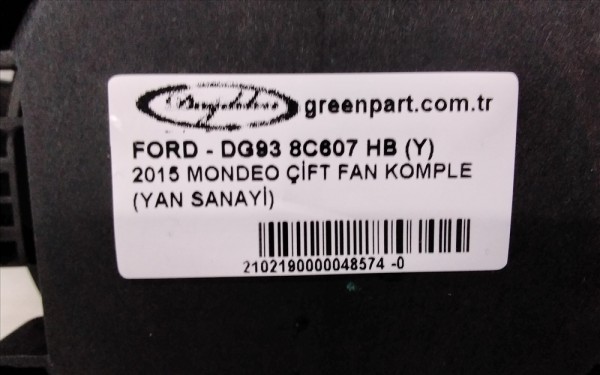 greenpart.com.tr
FORD - DG93 8C607 HB (Y)
2015 MONDEO ÇİFT FAN KOMPLE
(YAN SANAYİ)
2102190000048574 -0